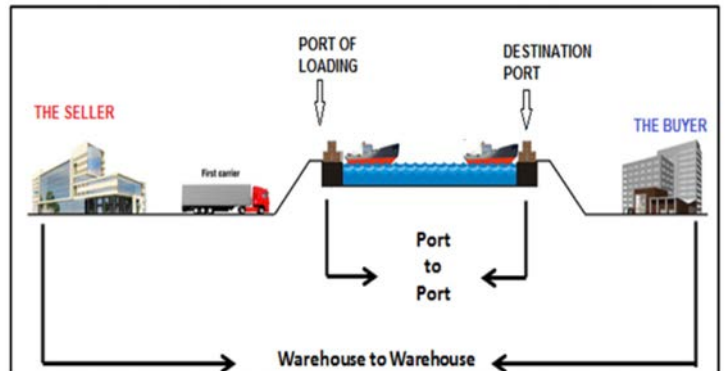 PORT OF
LOADING
DESTINATION
PORT
THE SELLER
THE BUYER
First carrier
Port
to
Port
Warehouse to Warehouse